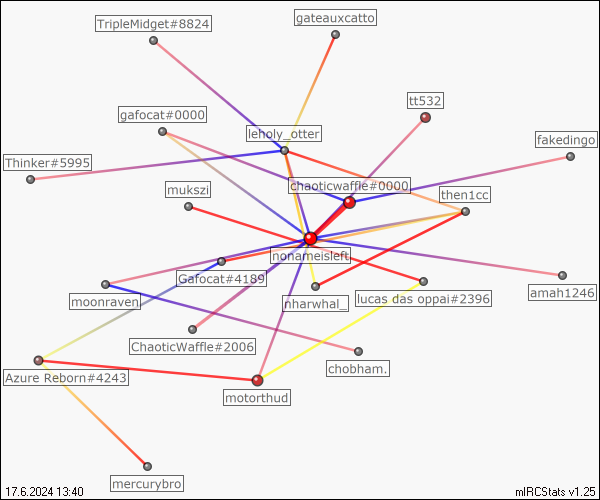 TripleMidget#8824
gateauxcatto
gafocat#0000
tt532
leholy_otter
fakedingo
Thinker#5995
mukszi
chaoticwaffle#0000
then1cc
nonameisleft
Gafocat#4189
moonraven
nharwhal_
lucas das oppai#2396
amah1246
ChaoticWaffle#2006
chobham.
Azure Reborn#4243
motorthud
mercurybro
17.6.2024 13:40
mIRCStats v1.25